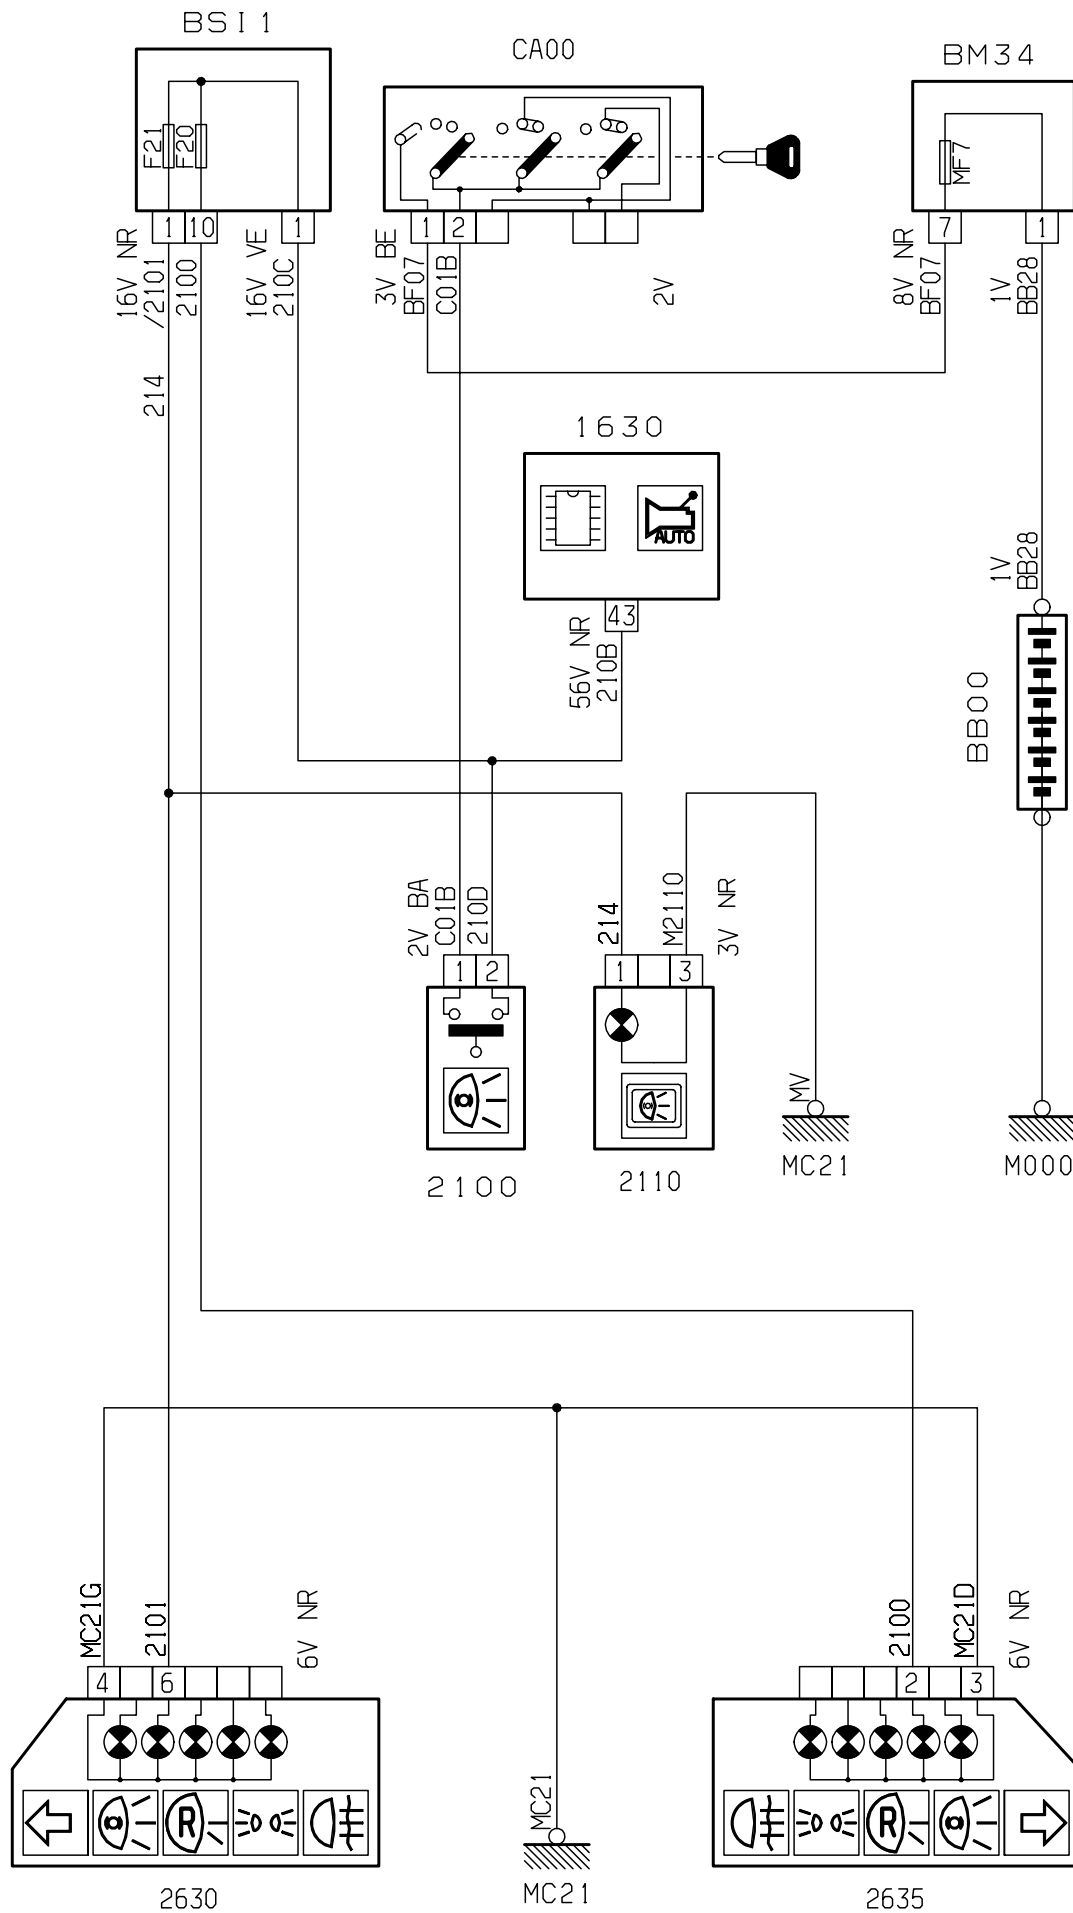 BSI1
CA00
BM34
F21
F20
MF7
1
10
1
1
2
7
1
16V NR
/2101
2100
16V VE
210C
3V BE
BF07
C01B
2V
8V NR
BF07
1V
BB28
214
1630
AUTO
43
56V NR
210B
1V
BB28
BB00
2V BA
C01B
210D
214
M2110
3V NR
1
2
1
3
MV
2100
2110
MC21
M000
MC21G
2101
6V NR
2100
MC21D
6V NR
4
6
2
3
R
R
MC21
2630
MC21
2635